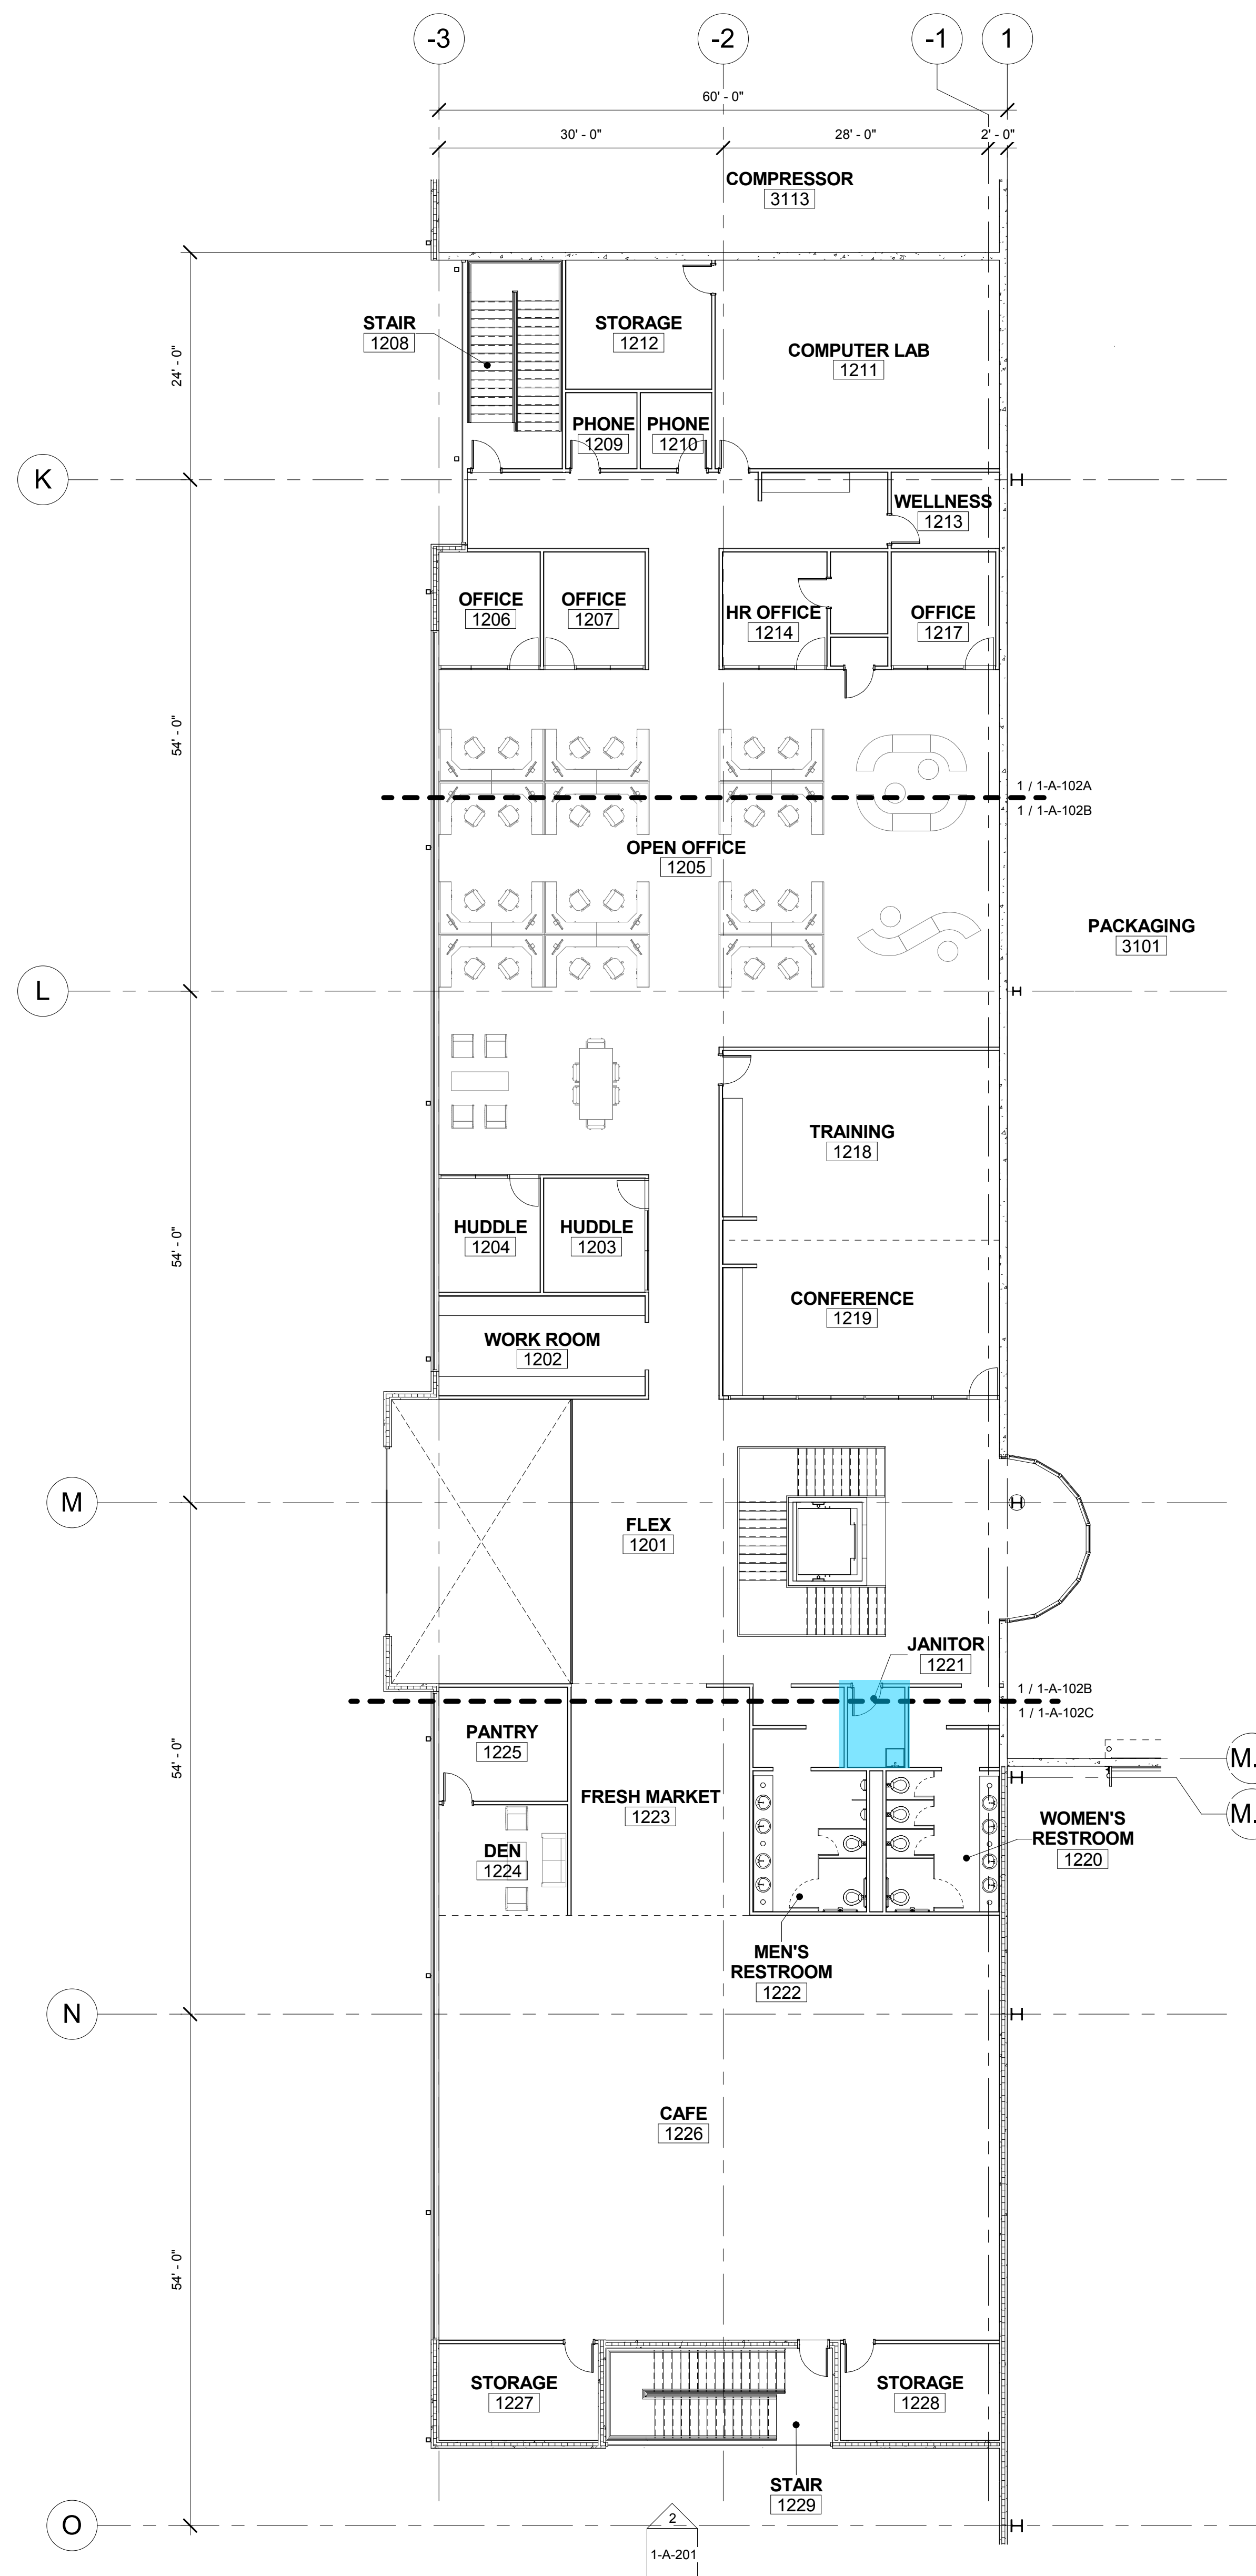 -3
-2
-1
1
60' - 0"
30' - 0"
28' - 0"
2' - 0"
COMPRESSOR
3113
24' - 0"
STAIR
1208
STORAGE
1212
COMPUTER LAB
1211
PHONE
1209
PHONE
1210
K
WELLNESS
1213
OFFICE
1206
OFFICE
1207
HR OFFICE
1214
OFFICE
1217
54' - 0"
1 / 1-A-102A
1 / 1-A-102B
OPEN OFFICE
1205
PACKAGING
3101
L
TRAINING
1218
54' - 0"
HUDDLE
1204
HUDDLE
1203
CONFERENCE
1219
WORK ROOM
1202
M
FLEX
1201
JANITOR
1221
1 / 1-A-102B
1 / 1-A-102C
PANTRY
1225
54' - 0"
M.
FRESH MARKET
1223
M.
WOMEN'S
RESTROOM
1220
DEN
1224
MEN'S
RESTROOM
1222
N
CAFE
1226
54' - 0"
STORAGE
1227
STORAGE
1228
STAIR
1229
O
2
1-A-201